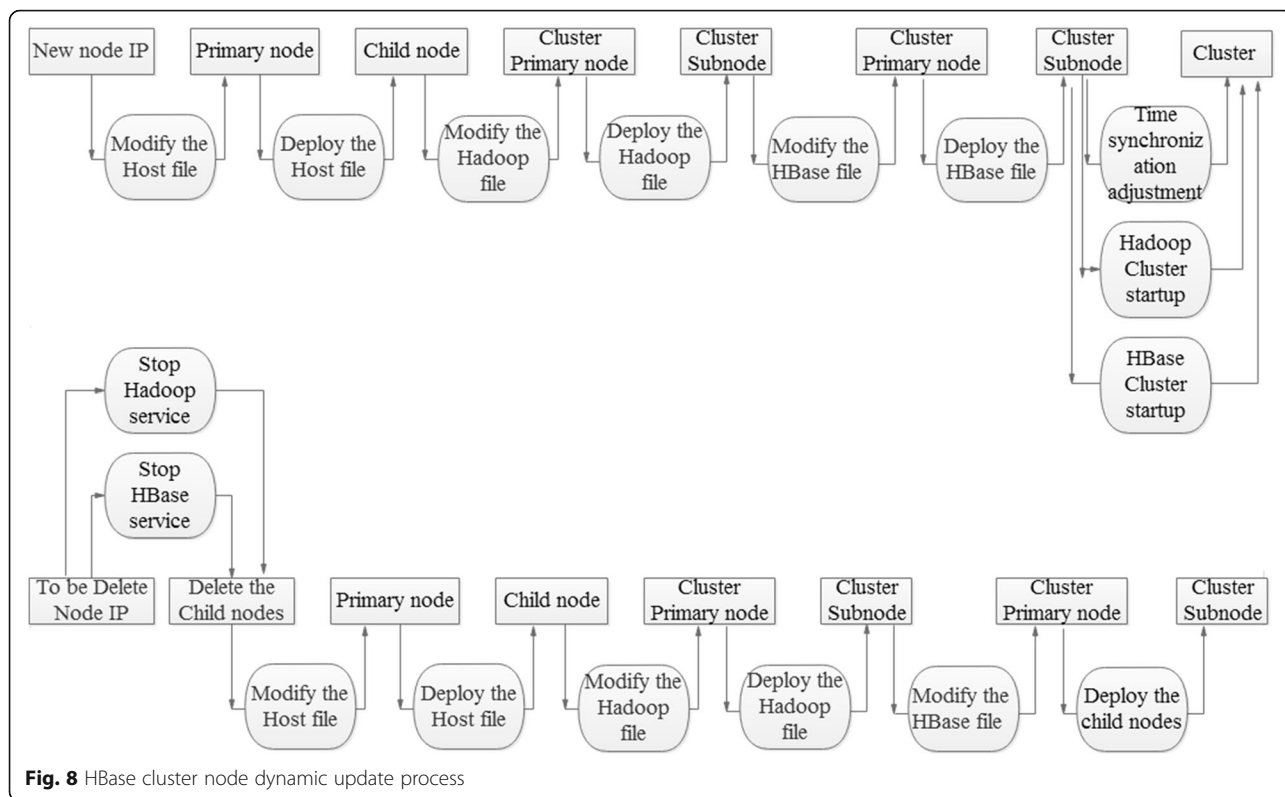 New node IP
Primary node
Child node
Cluster
Primary node
Cluster
Subnode
Cluster
Primary node
Cluster
Subnode
Cluster
Modify the
Host file
Deploy the
Host file
Modify the
Hadoop
file
Deploy the
Hadoop
file
Modify the
HBase file
Deploy the
HBase file
Time
synchroniz
ation
adjustment
Hadoop
Cluster
startup
HBase
Cluster
startup
Stop
Hadoop
service
Stop
HBase
service
To be Delete
Node IP
Delete the
Child nodes
Primary node
Child node
Cluster
Primary node
Cluster
Subnode
Cluster
Primary node
Cluster
Subnode
Modify the
Host file
Deploy the
Host file
Modify the
Hadoop
file
Deploy the
Hadoop
file
Modify the
HBase file
Deploy the
child nodes
Fig. 8 HBase cluster node dynamic update process